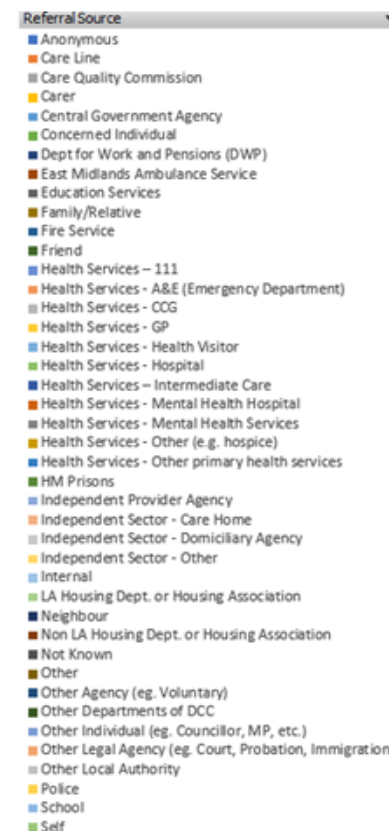 Referral Source
Anonymous
Care Line
Care Quality Commission
Carer
Central Government Agency
Concerned Individual
Dept for Work and Pensions (DWP)
East Midlands Ambulance Service
Education Services
Family/Relative
Fire Service
Friend
Health Services – 111
Health Services - A&E (Emergency Department)
Health Services - CCG
Health Services - GP
Health Services - Health Visitor
Health Services - Hospital
Health Services – Intermediate Care
Health Services - Mental Health Hospital
Health Services - Mental Health Services
Health Services - Other (e.g. hospice)
Health Services - Other primary health services
HM Prisons
Independent Provider Agency
Independent Sector - Care Home
Independent Sector - Domiciliary Agency
Independent Sector - Other
Internal
LA Housing Dept. or Housing Association
Neighbour
Non LA Housing Dept. or Housing Association
Not Known
Other
Other Agency (eg. Voluntary)
Other Departments of DCC
Other Individual (eg. Councillor, MP, etc.)
Other Legal Agency (eg. Court, Probation, Immigration
Other Local Authority
Police
School
Self